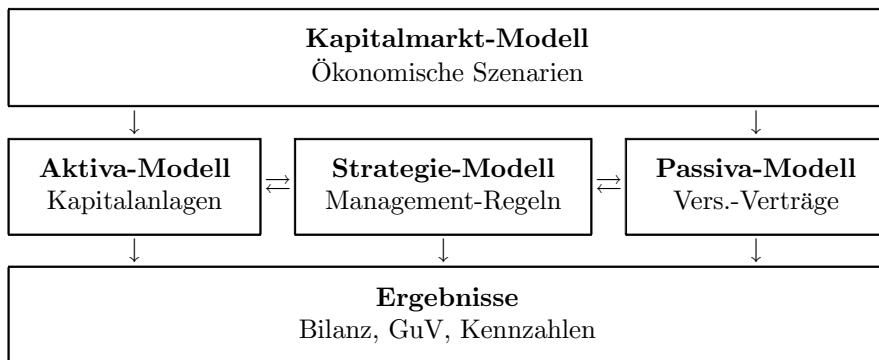 Kapitalmarkt-Modell
Ökonomische Szenarien
Aktiva-Modell
Kapitalanlagen
Strategie-Modell
Management-Regeln
Passiva-Modell
Vers.-Verträge
Ergebnisse
Bilanz, GuV, Kennzahlen